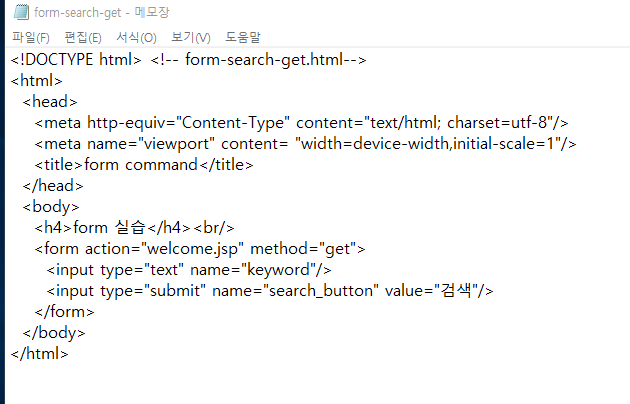 form-search-get - 메모장
파일(F) 편집(E) 서식(O) 보기(V) 도움말
<!DOCTYPE html> <!-- form-search-get.html-->
<html>
<head>
<meta http-equiv="Content-Type" content="text/html; charset=utf-8"/>
<meta name="viewport" content= "width=device-width,initial-scale=1"/>
<title>form command</title>
</head>
<body>
<h4>form 실습</h4><br/>
<form action="welcome.jsp" method="get">
<input type="text" name="keyword"/>
<input type="submit" name="search_button" value="검색"/>
</form>
</body>
</html>